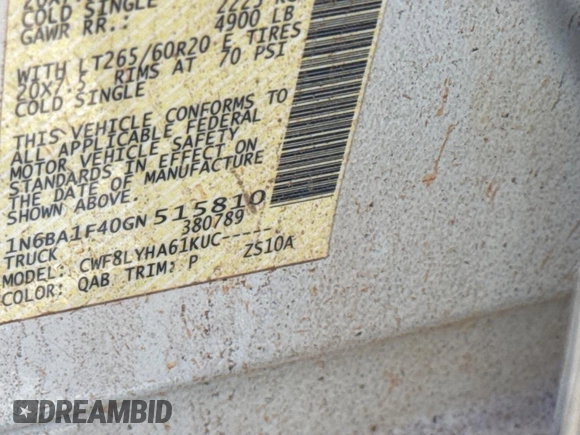 COLD SINGLE
GAWR RR.: 4900 LB
WITH LT265/60R20 E TIRES
20X7.5 RIMS AT 70 PSI
COLD SINGLE
THIS VEHICLE CONFORMS TO
ALL APPLICABLE FEDERAL
MOTOR VEHICLE SAFETY
STANDARDS IN EFFECT ON
THE DATE OF MANUFACTURE
SHOWN ABOVE.
1N6BA1F40GN515810
TRUCK 380789
MODEL: CWF8LYHA61KUC-----
COLOR: QAB TRIM: P ZS10A
DREAMBID